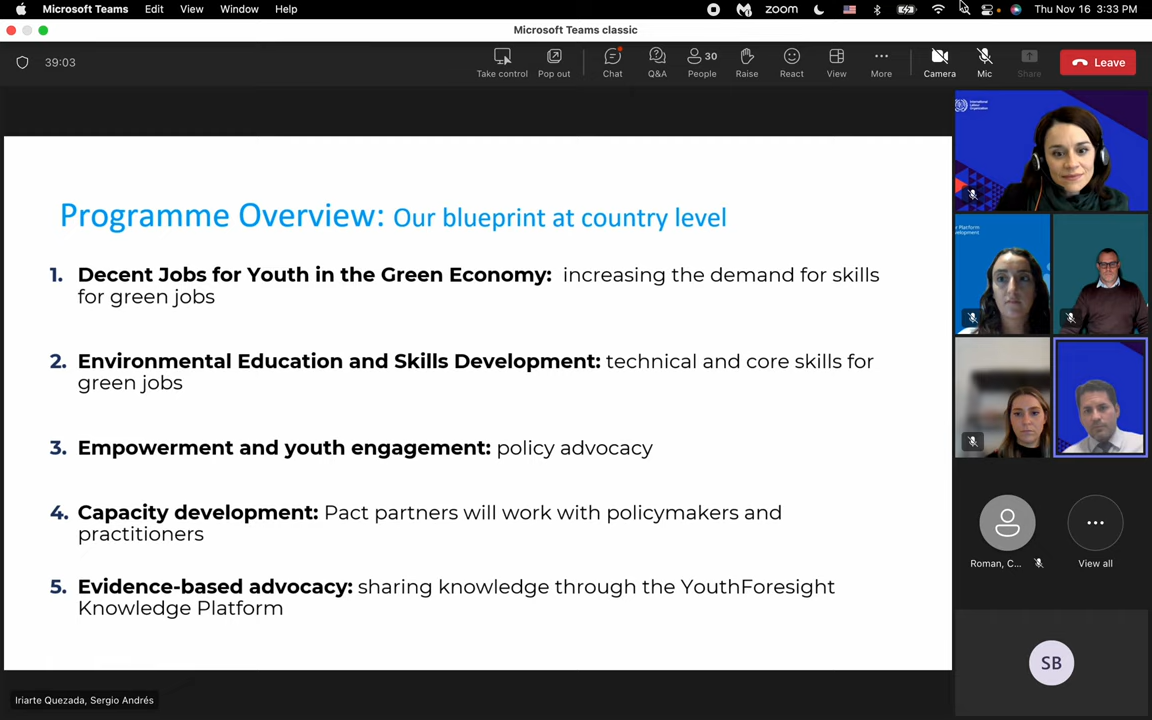 Microsoft Teams Edit View Window Help zoom Thu Nov 16 3:33 PM
Microsoft Teams classic
39:03
Take control Pop out Chat Q&A 30 People Raise React View More Camera Mic Share Leave
International
Labour
Organization
Programme Overview: Our blueprint at country level
1. Decent Jobs for Youth in the Green Economy: increasing the demand for skills
for green jobs
2. Environmental Education and Skills Development: technical and core skills for
green jobs
3. Empowerment and youth engagement: policy advocacy
4. Capacity development: Pact partners will work with policymakers and
practitioners
5. Evidence-based advocacy: sharing knowledge through the YouthForesight
Knowledge Platform
Platform
Roman, C...
View all
SB
Iriarte Quezada, Sergio Andrés